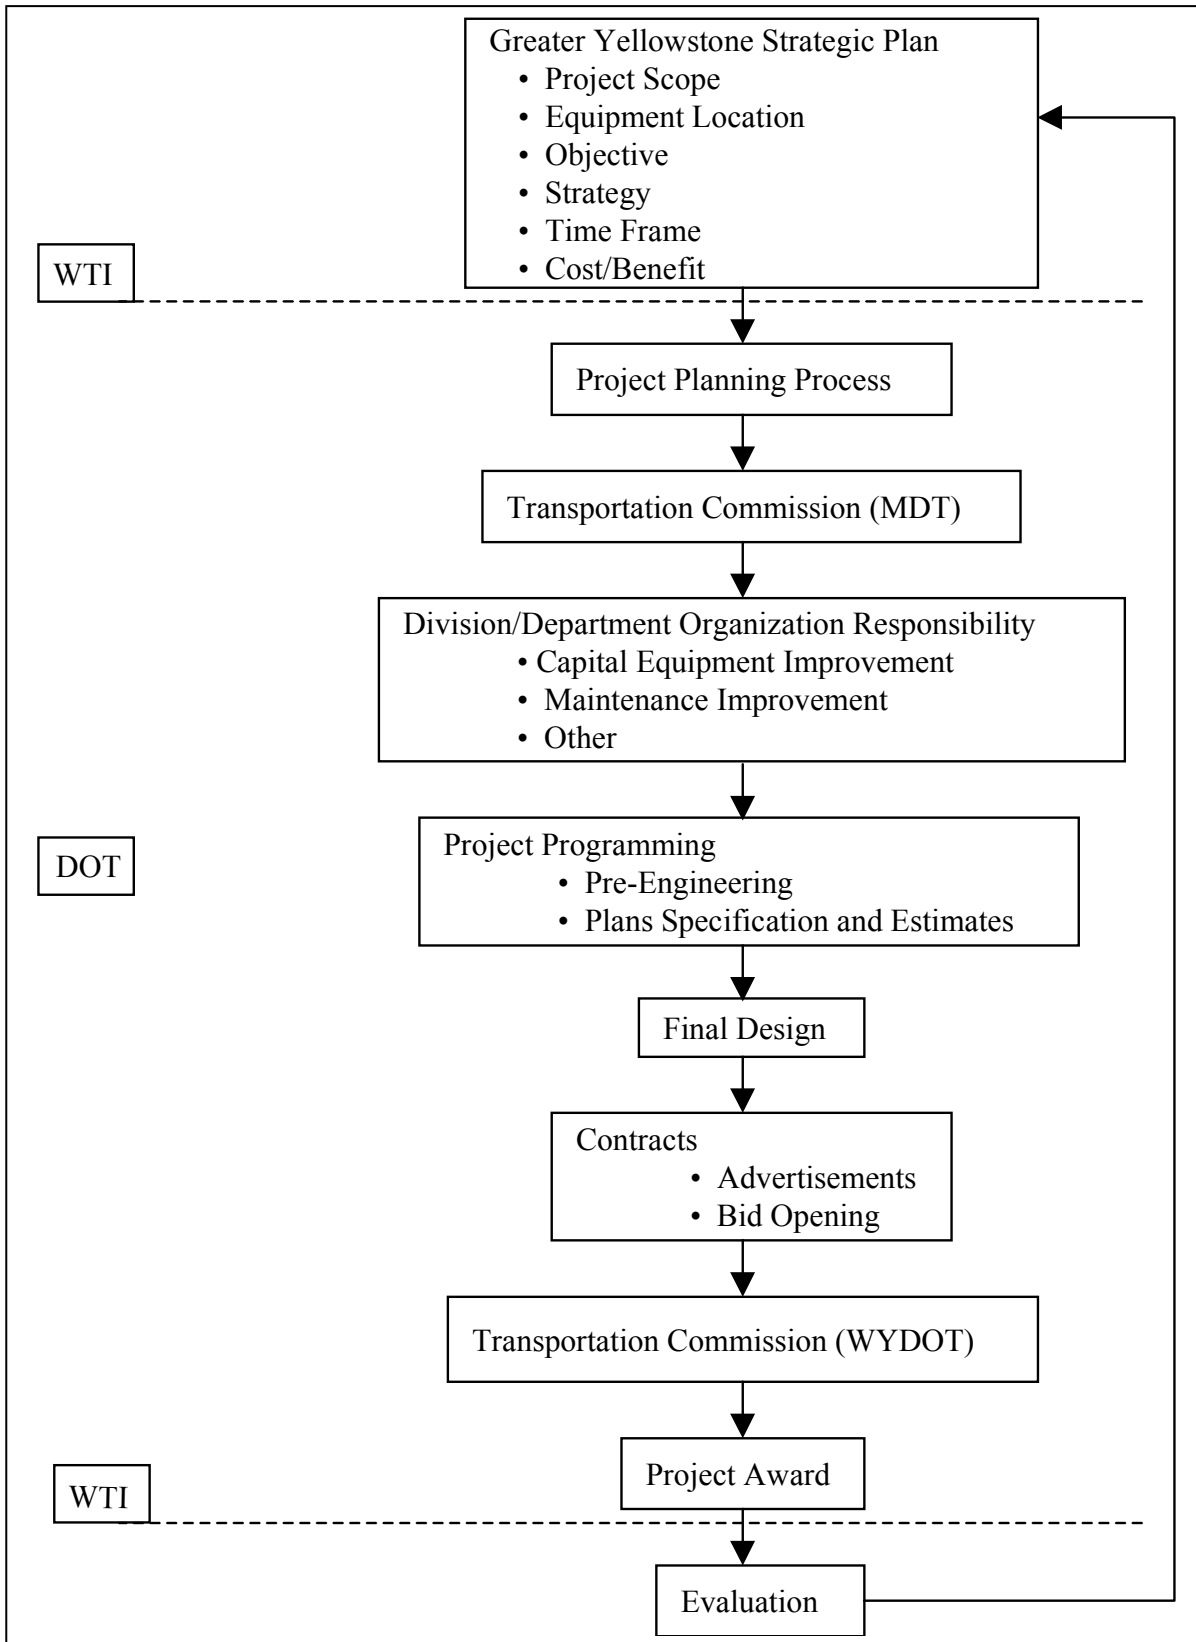 Greater Yellowstone Strategic Plan
• Project Scope
• Equipment Location
• Objective
• Strategy
• Time Frame
• Cost/Benefit
WTI
Project Planning Process
Transportation Commission (MDT)
Division/Department Organization Responsibility
• Capital Equipment Improvement
• Maintenance Improvement
• Other
DOT
Project Programming
• Pre-Engineering
• Plans Specification and Estimates
Final Design
Contracts
• Advertisements
• Bid Opening
Transportation Commission (WYDOT)
Project Award
WTI
Evaluation